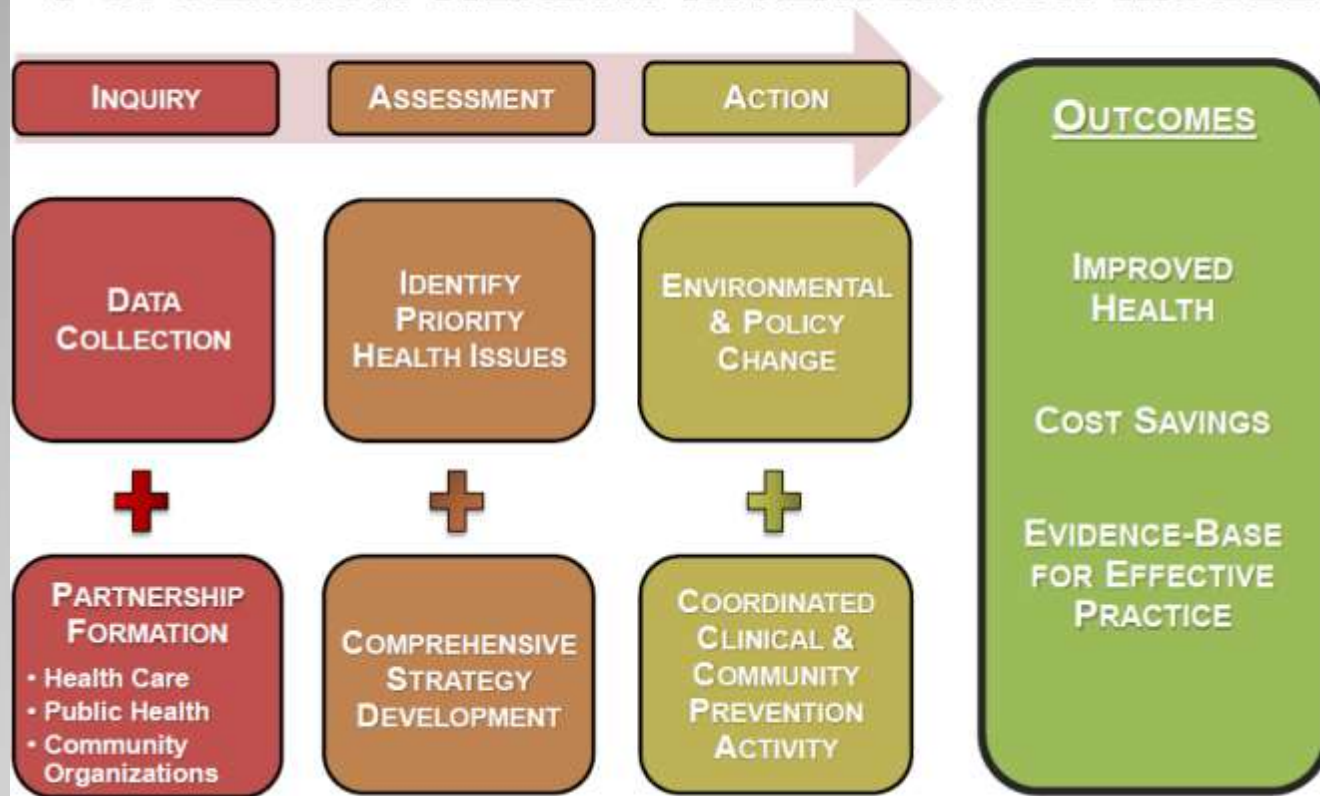 INQUIRY
ASSESSMENT
ACTION
OUTCOMES
DATA
COLLECTION
IDENTIFY
PRIORITY
HEALTH ISSUES
ENVIRONMENTAL
& POLICY
CHANGE
PARTNERSHIP
FORMATION
• Health Care
• Public Health
• Community
Organizations
COMPREHENSIVE
STRATEGY
DEVELOPMENT
COORDINATED
CLINICAL &
COMMUNITY
PREVENTION
ACTIVITY
IMPROVED
HEALTH
COST SAVINGS
EVIDENCE-BASE
FOR EFFECTIVE
PRACTICE